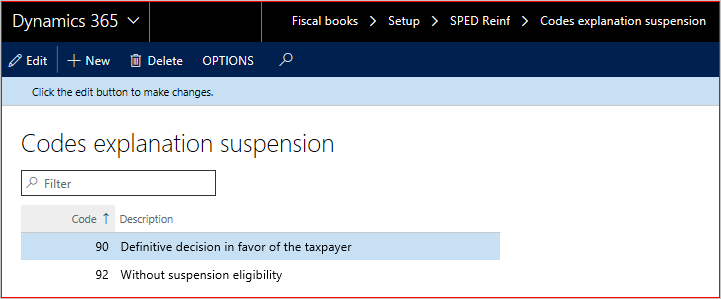 Dynamics 365 Fiscal books Setup SPED Reinf Codes explanation suspension
Edit New Delete OPTIONS
Click the edit button to make changes.
Codes explanation suspension
Filter
Code ↑ Description
90 Definitive decision in favor of the taxpayer
92 Without suspension eligibility